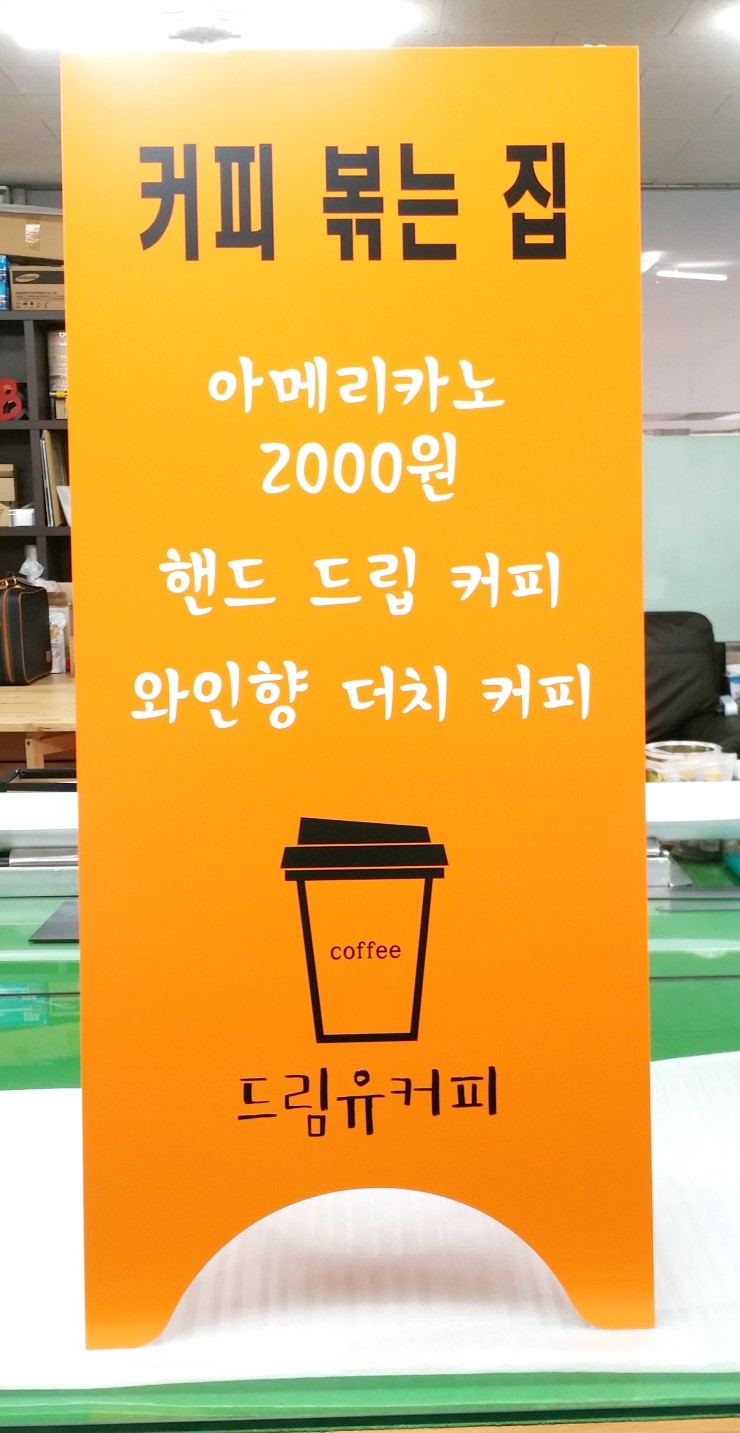 커피 볶는 집
아메리카노
2000원
핸드 드립 커피
와인향 더치 커피
coffee
드림유커피
B